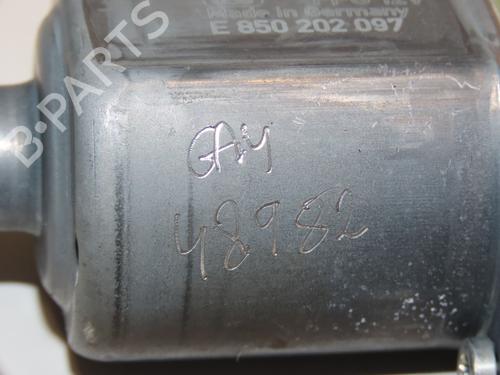 Made in Germany
E 850 202 097
GAY
48982
B-PARTS